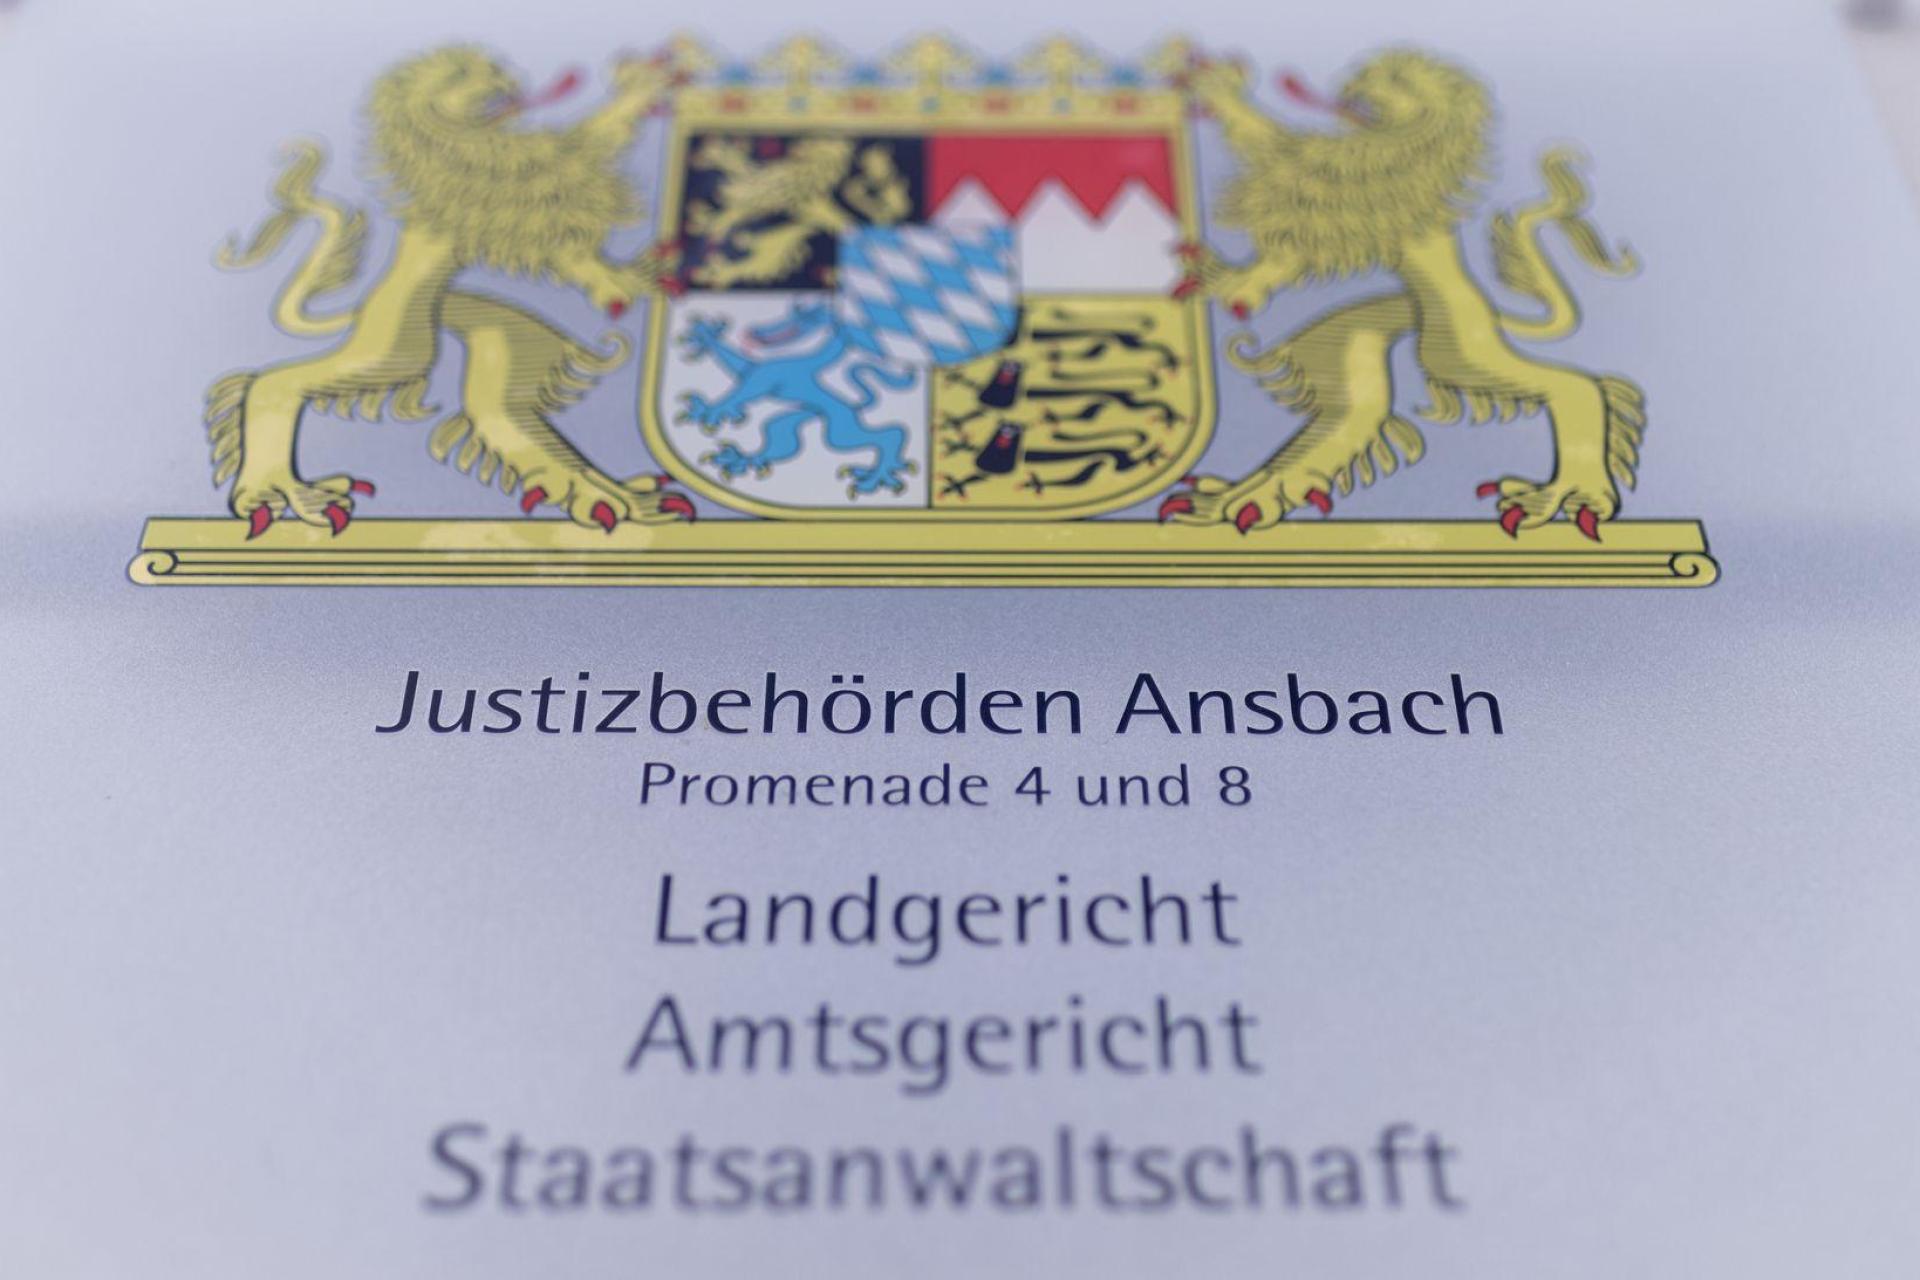 Justizbehörden Ansbach
Promenade 4 und 8
Landgericht
Amtsgericht
Staatsanwaltschaft